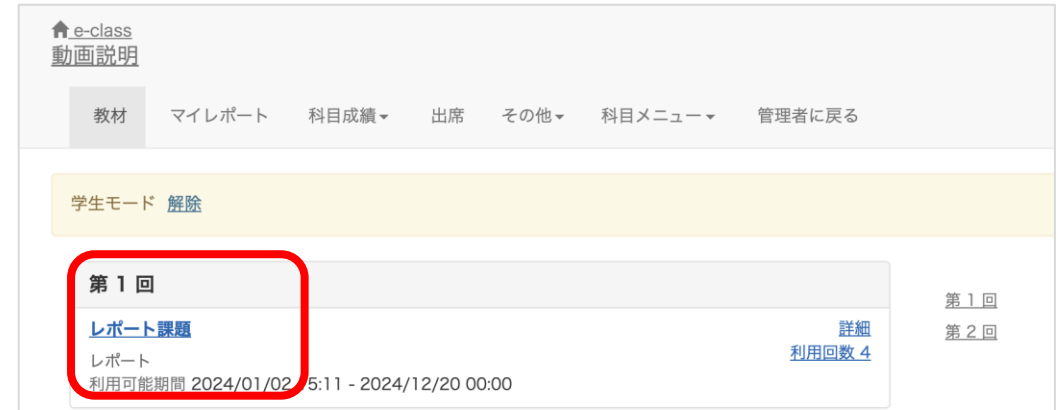 e-class
動画説明
教材 マイレポート 科目成績 出席 その他 科目メニュー 管理者に戻る
学生モード 解除
第 1 回
レポート課題 詳細
レポート 利用回数 4
利用可能期間 2024/01/02 5:11 - 2024/12/20 00:00
第 1 回
第 2 回